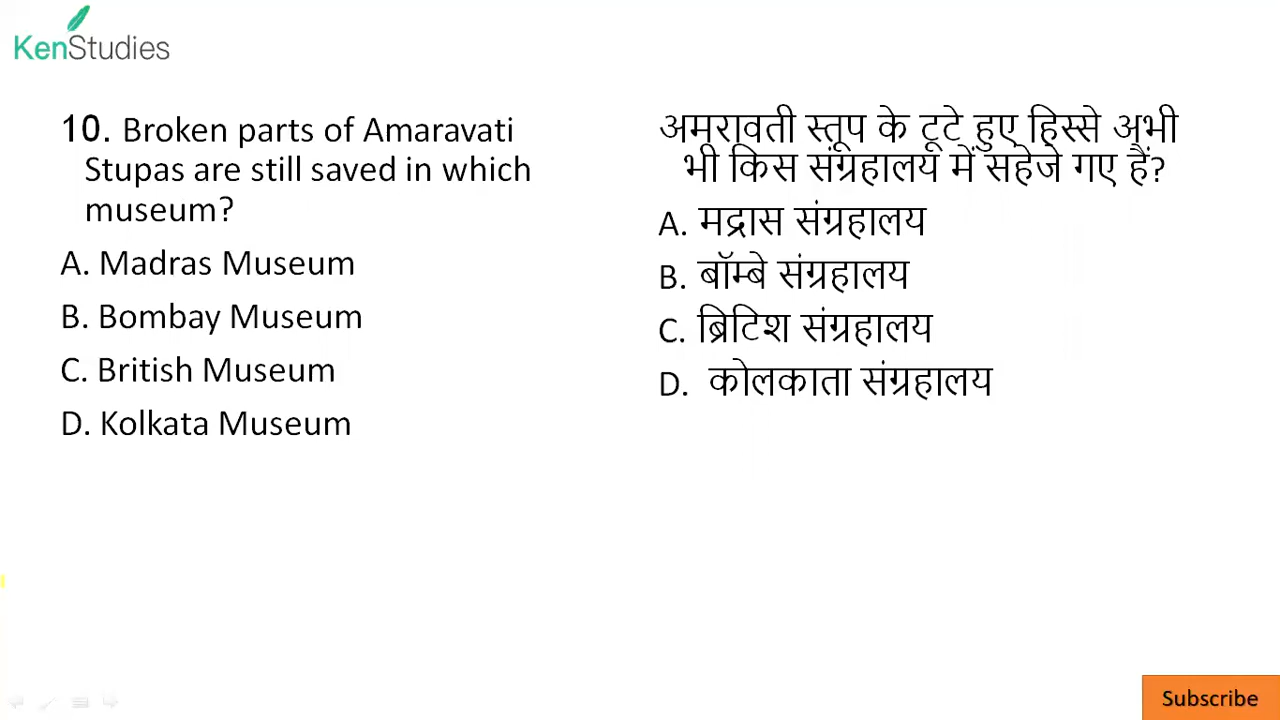 KenStudies
10. Broken parts of Amaravati
Stupas are still saved in which
museum?
A. Madras Museum
B. Bombay Museum
C. British Museum
D. Kolkata Museum
अमरावती स्तूप के टूटे हुए हिस्से अभी
भी किस संग्रहालय में सहेजे गए हैं?
A. मद्रास संग्रहालय
B. बॉम्बे संग्रहालय
C. ब्रिटिश संग्रहालय
D. कोलकाता संग्रहालय
Subscribe